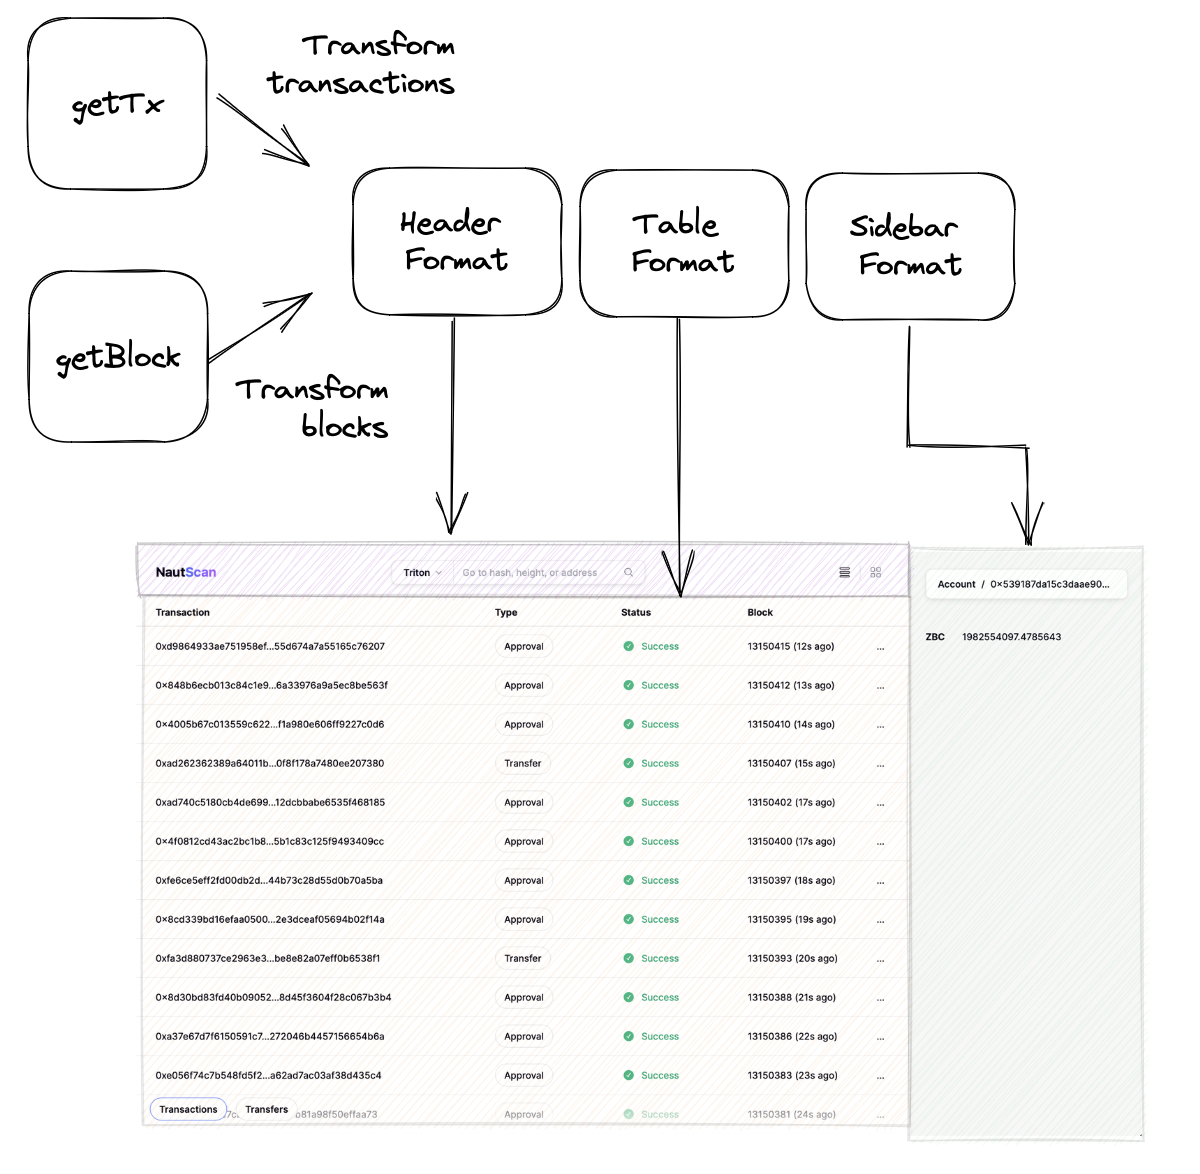 getTx
Transform
transactions
Header
Format
Table
Format
Sidebar
Format
getBlock
Transform
blocks
NautScan
Triton
Go to hash, height, or address
Account / 0×539187da15c3daae90...
ZBC 1982554097.4785643
Transaction Type Status Block
0xd9864933ae751958ef...55d674a7a55165c76207 Approval Success 13150415 (12s ago) ...
0×848b6ecb013c84c1e9...6a33976a9a5ec8be563f Approval Success 13150412 (13s ago) ...
0×4005b67c013559c622...f1a980e606ff9227c0d6 Approval Success 13150410 (14s ago) ...
0xad262362389a64011b...0f8f178a7480ee207380 Transfer Success 13150407 (15s ago) ...
0xad740c5180cb4de699...12dcbbabe6535f468185 Approval Success 13150402 (17s ago) ...
0×4f0812cd43ac2bc1b8...5b1c83c125f9493409cc Approval Success 13150400 (17s ago) ...
0xfe6ce5eff2fd00db2d...44b73c28d55d0b70a5ba Approval Success 13150397 (18s ago) ...
0×8cd339bd16efaa0500...2e3dceaf05694b02f14a Approval Success 13150395 (19s ago) ...
0xfa3d880737ce2963e3...be8e82a07eff0b6538f1 Transfer Success 13150393 (20s ago) ...
0×8d30bd83fd40b09052...8d45f3604f28c067b3b4 Approval Success 13150388 (21s ago) ...
0xa37e67d7f6150591c7...272046b4457156654b6a Approval Success 13150386 (22s ago) ...
0xe056f74c7b548fd5f2...a62ad7ac03af38d435c4 Approval Success 13150383 (23s ago) ...
Transactions Transfers b81a98f50effaa73 Approval Success 13150381 (24s ago) ...